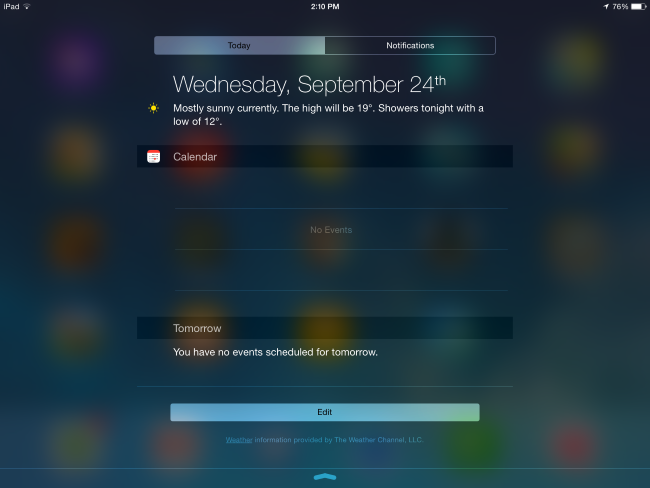 iPad 2:10 PM 76%
Today Notifications
Wednesday, September 24th
Mostly sunny currently. The high will be 19°. Showers tonight with a
low of 12°.
Calendar
No Events
Tomorrow
You have no events scheduled for tomorrow.
Edit
Weather information provided by The Weather Channel, LLC.